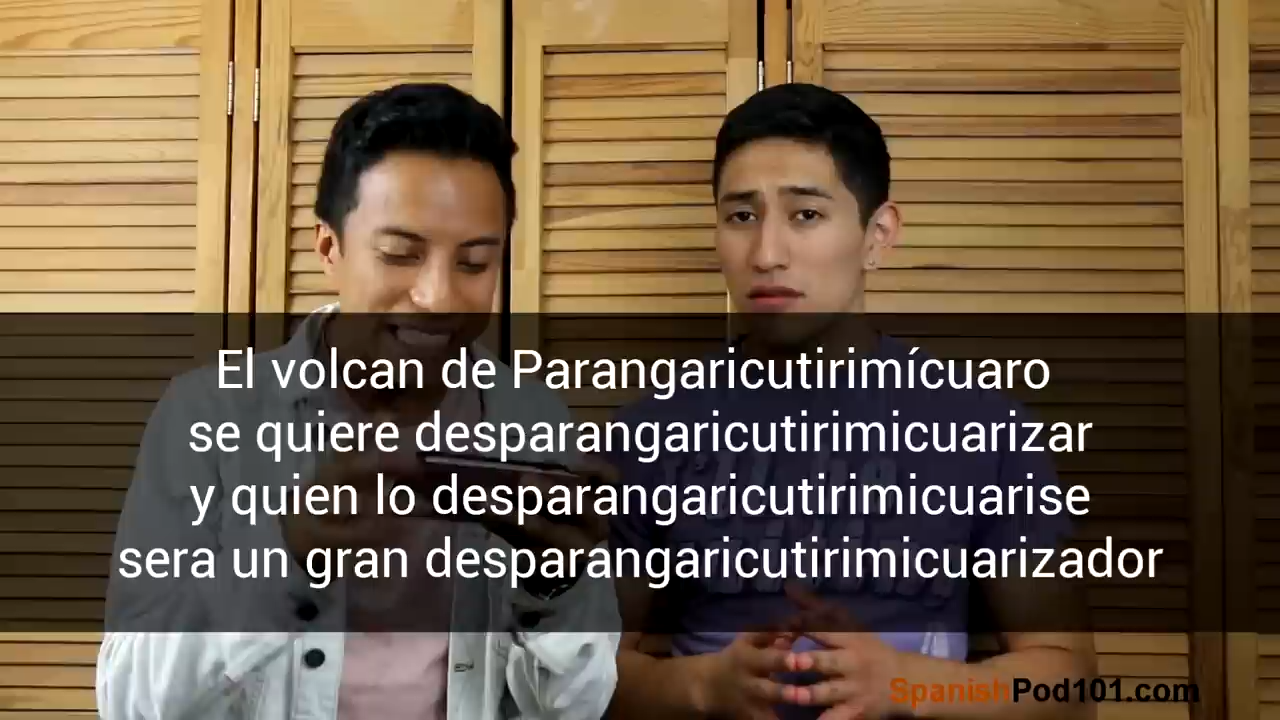 El volcan de Parangaricutirimícuaro
se quiere desparangaricutirimicuarizar
y quien lo desparangaricutirimicuarise
sera un gran desparangaricutirimicuarizador
SpanishPod101.com